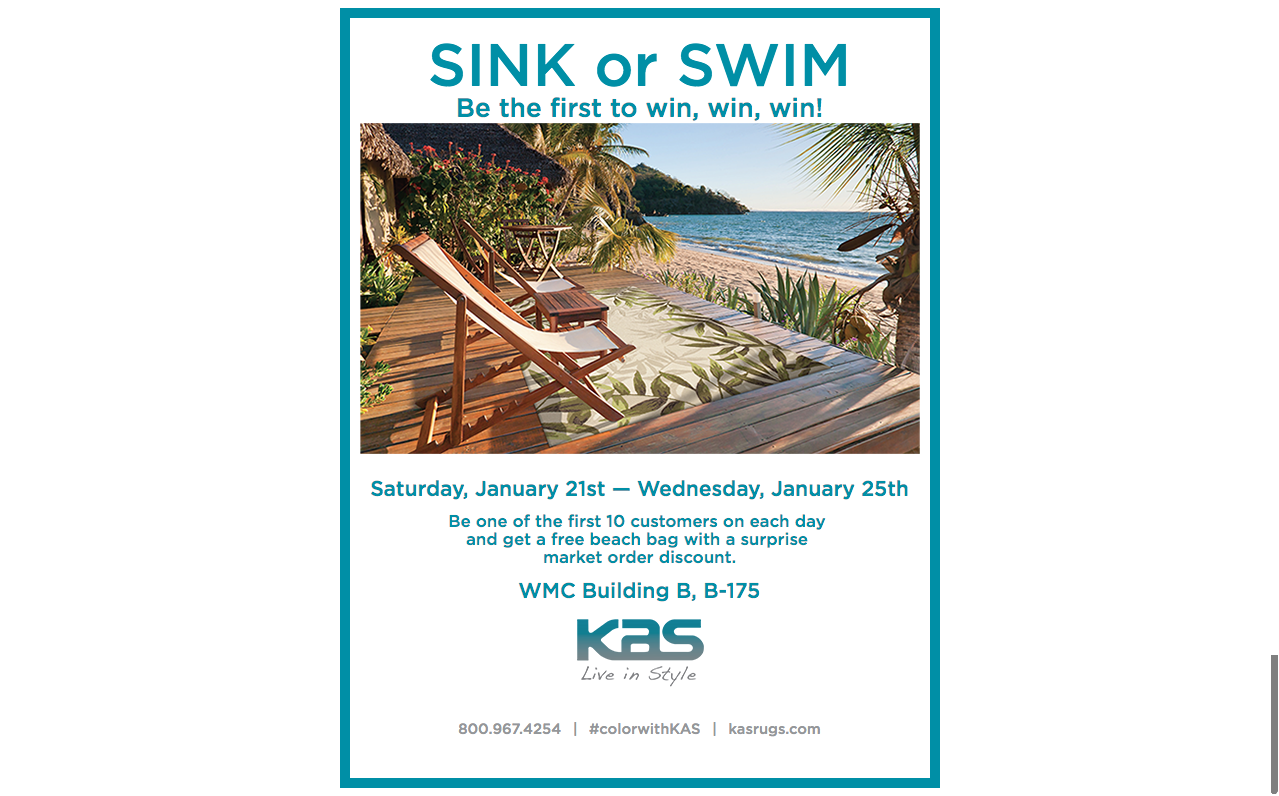 SINK or SWIM
Be the first to win, win, win!
Saturday, January 21st — Wednesday, January 25th
Be one of the first 10 customers on each day
and get a free beach bag with a surprise
market order discount.
WMC Building B, B-175
Kas
Live in Style
800.967.4254 | #colorwithKAS | kasrugs.com